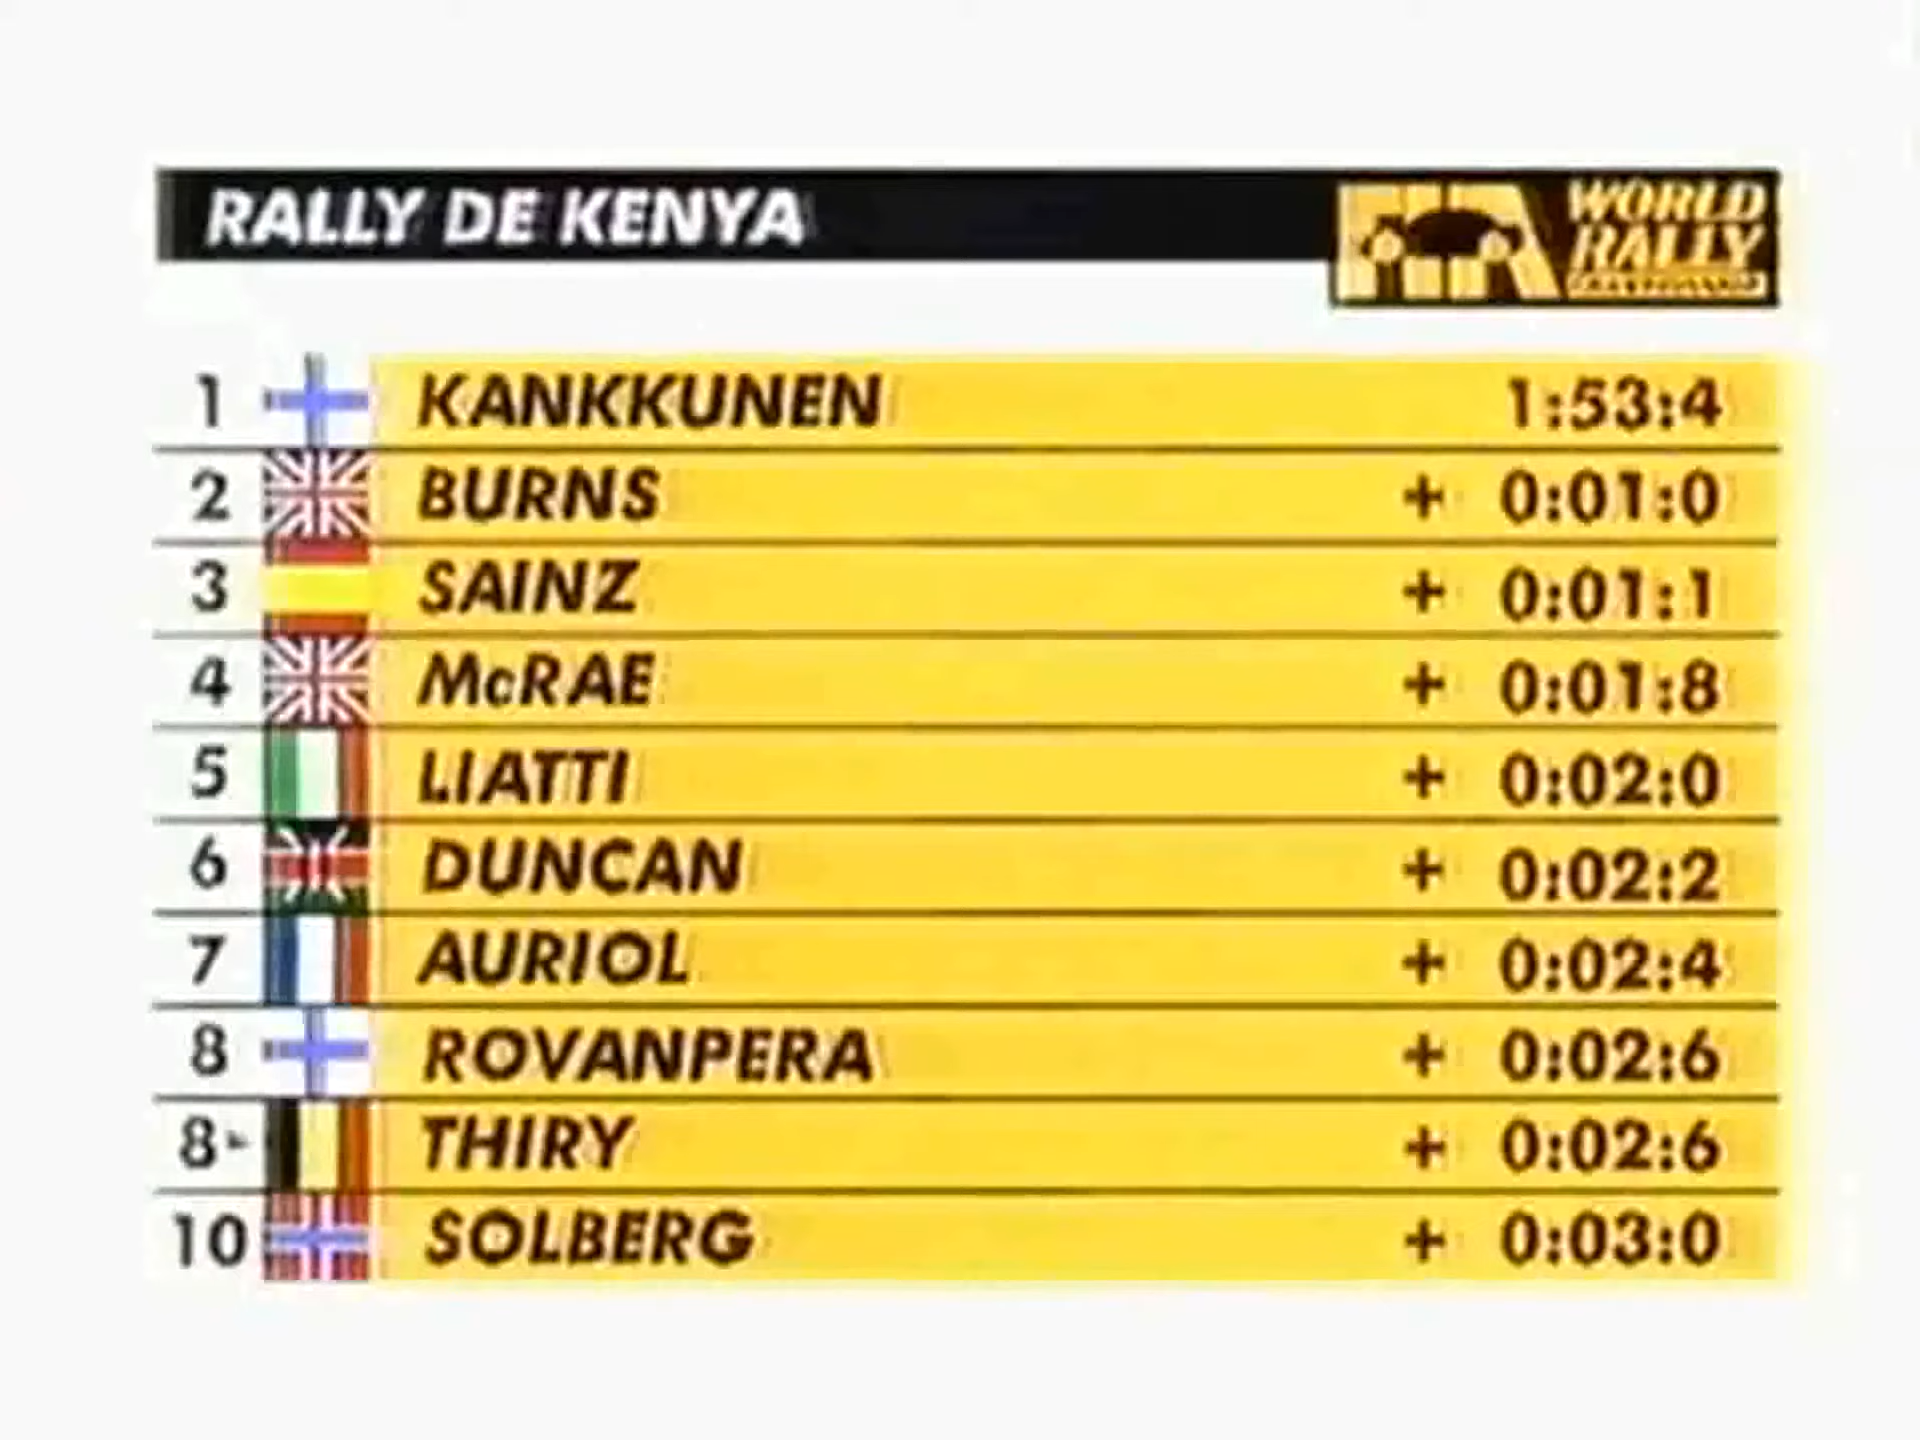 RALLY DE KENYA
FIA WORLD
RALLY
1 KANKKUNEN 1:53:4
2 BURNS + 0:01:0
3 SAINZ + 0:01:1
4 McRAE + 0:01:8
5 LIATTI + 0:02:0
6 DUNCAN + 0:02:2
7 AURIOL + 0:02:4
8 ROVANPERA + 0:02:6
8 THIRY + 0:02:6
10 SOLBERG + 0:03:0